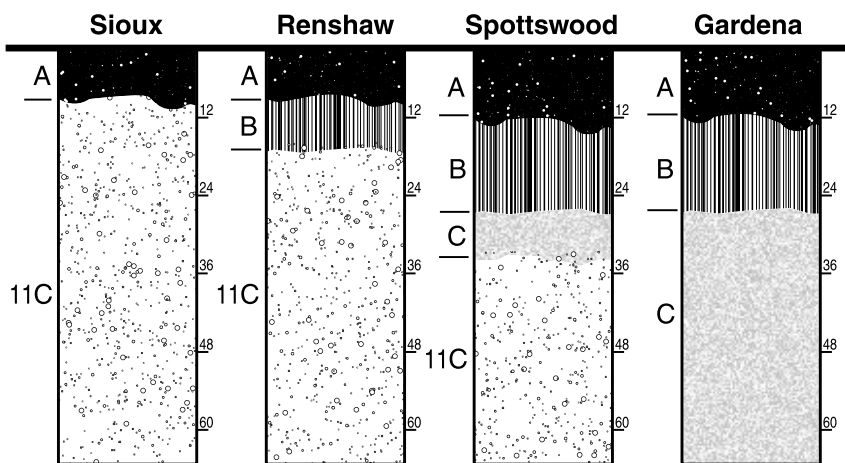 Sioux Renshaw Spottswood Gardena
A A A A
12 12 12 12
B B B
24 24 24 24
C
36 36 36 36
11C 11C C
48 48 48 48
11C
60 60 60 60